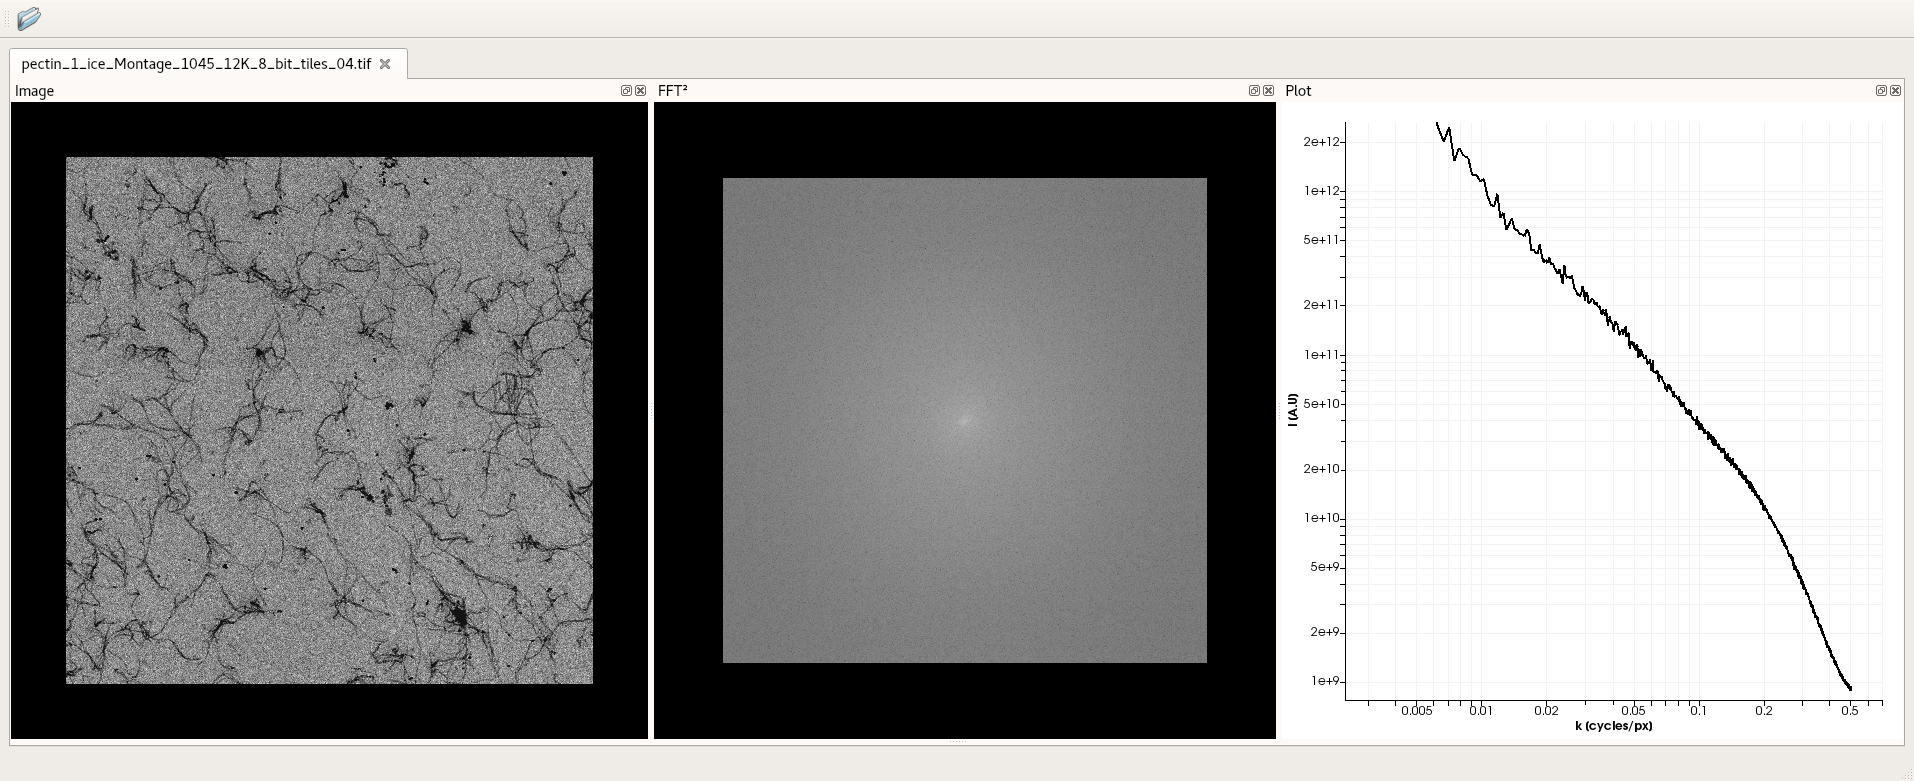 pectin_1_ice_Montage_1045_12K_8_bit_tiles_04.tif
Image
FFT²
Plot
2e+12
1e+12
5e+11
2e+11
1e+11
5e+10
2e+10
1e+10
5e+9
2e+9
1e+9
I (A.U)
0.005 0.01 0.02 0.05 0.1 0.2 0.5
k (cycles/px)